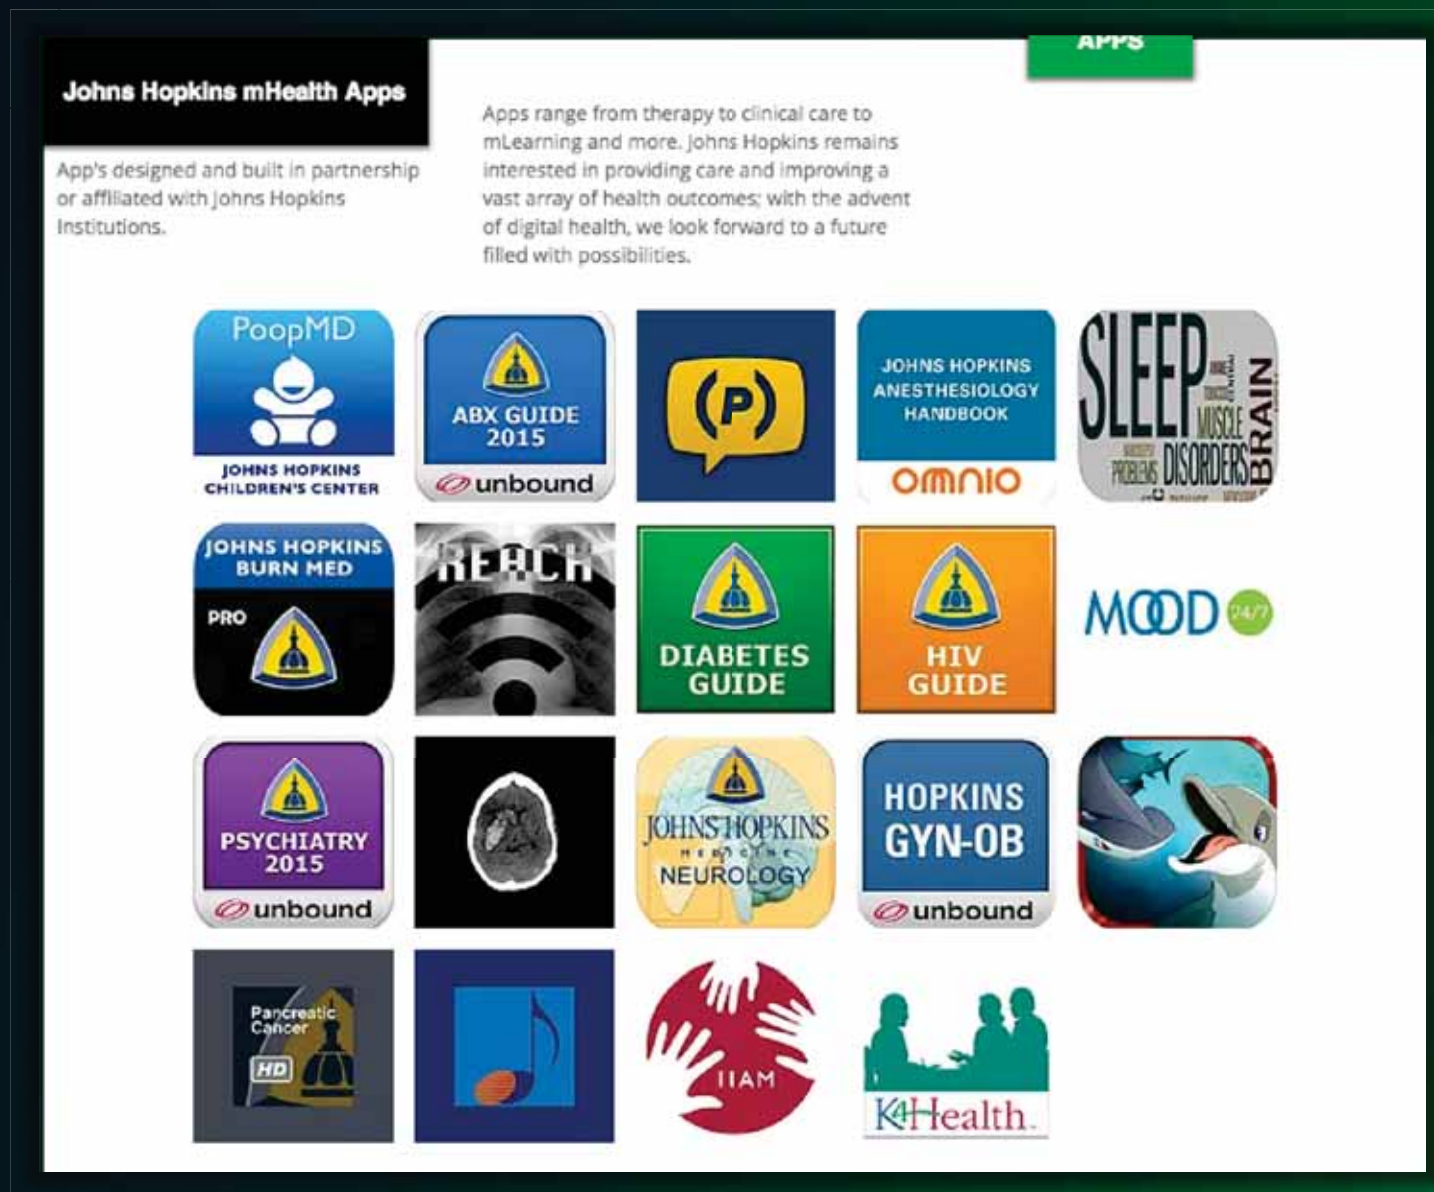 APPS
Johns Hopkins mHealth Apps
App's designed and built in partnership
or affiliated with Johns Hopkins
Institutions.
Apps range from therapy to clinical care to
mLearning and more. Johns Hopkins remains
interested in providing care and improving a
vast array of health outcomes; with the advent
of digital health, we look forward to a future
filled with possibilities.
PoopMD
JOHNS HOPKINS
CHILDREN'S CENTER
ABX GUIDE
2015
unbound
(P)
JOHNS HOPKINS
ANESTHESIOLOGY
HANDBOOK
OMNIO
SLEEP
MUSCLE
PROBLEMS DISORDERS
BRAIN
JOHNS HOPKINS
BURN MED
PRO
REACH
DIABETES
GUIDE
HIV
GUIDE
MOOD 24/7
PSYCHIATRY
2015
unbound
JOHNS HOPKINS
MEDICINE
NEUROLOGY
HOPKINS
GYN-OB
unbound
Pancreatic
Cancer
HD
IIAM
K4Health